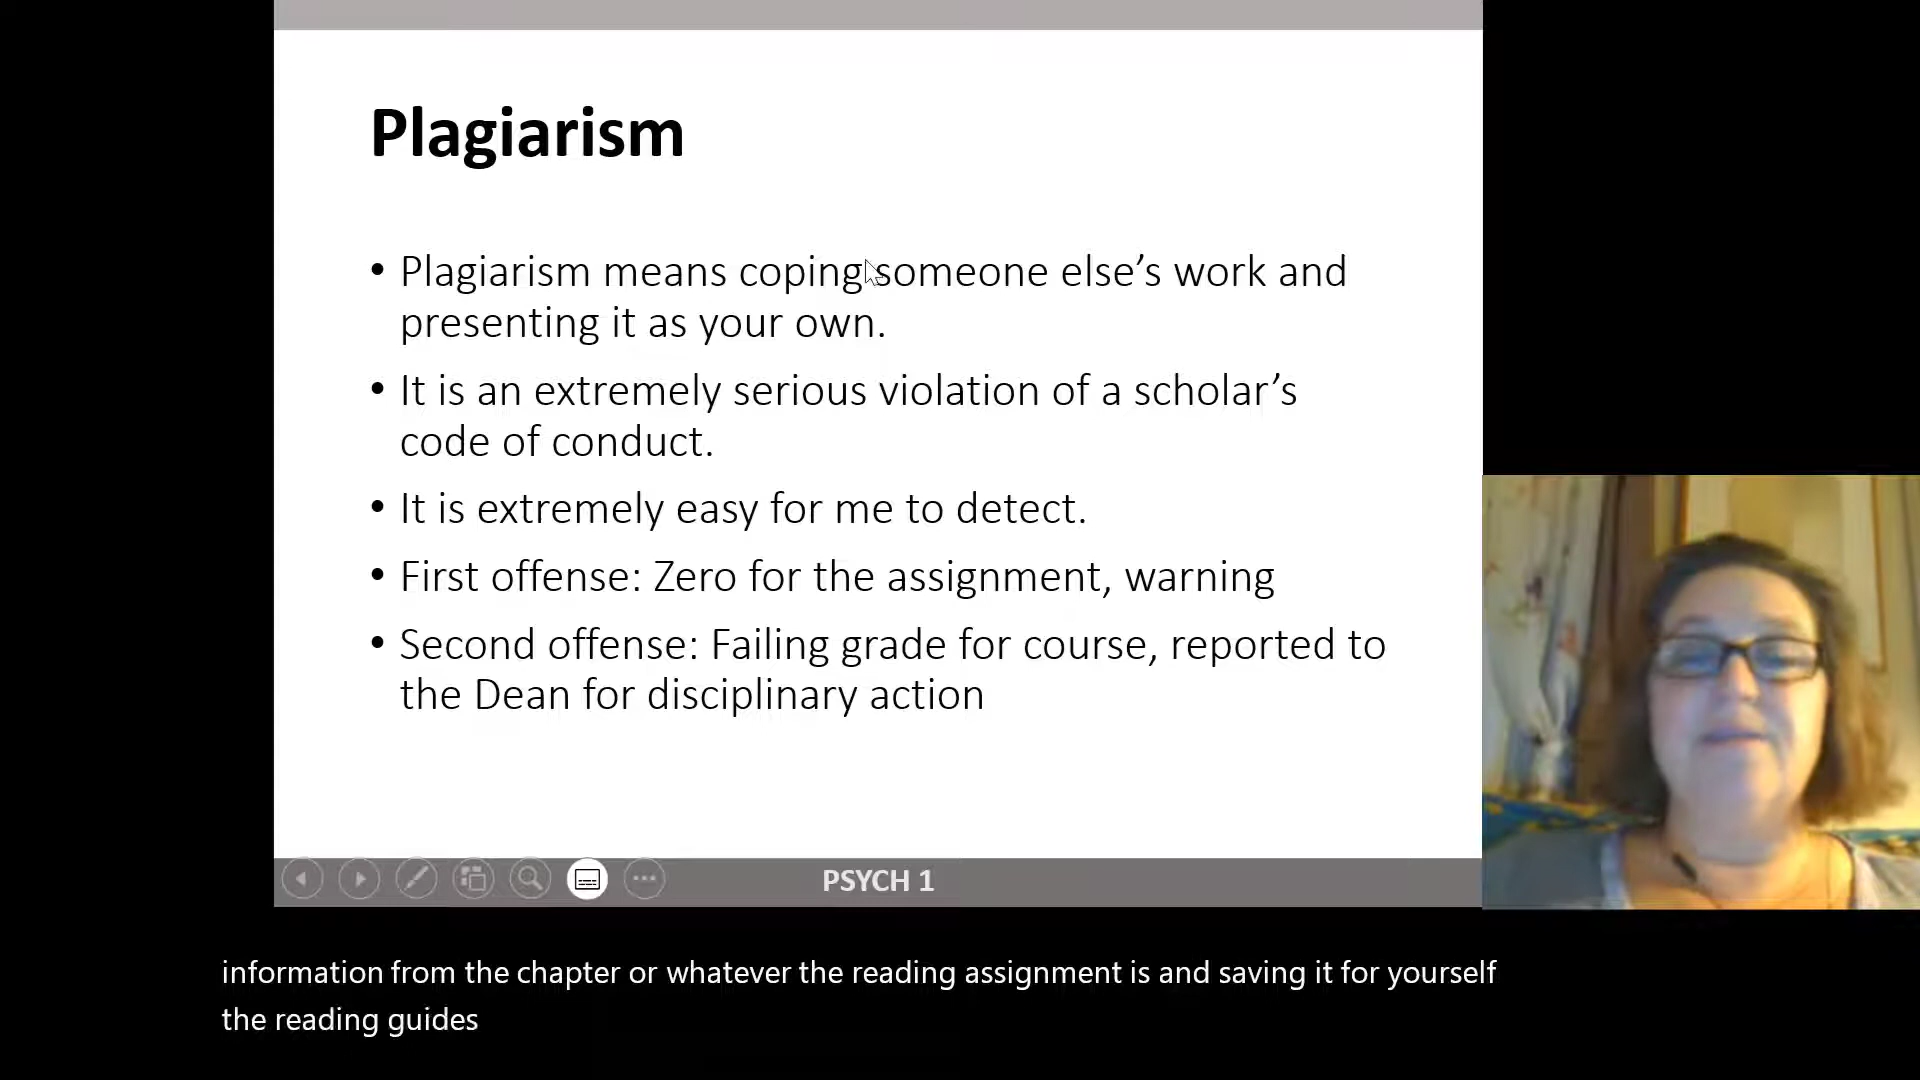 Plagiarism
• Plagiarism means coping someone else’s work and
presenting it as your own.
• It is an extremely serious violation of a scholar’s
code of conduct.
• It is extremely easy for me to detect.
• First offense: Zero for the assignment, warning
• Second offense: Failing grade for course, reported to
the Dean for disciplinary action
PSYCH 1
information from the chapter or whatever the reading assignment is and saving it for yourself
the reading guides